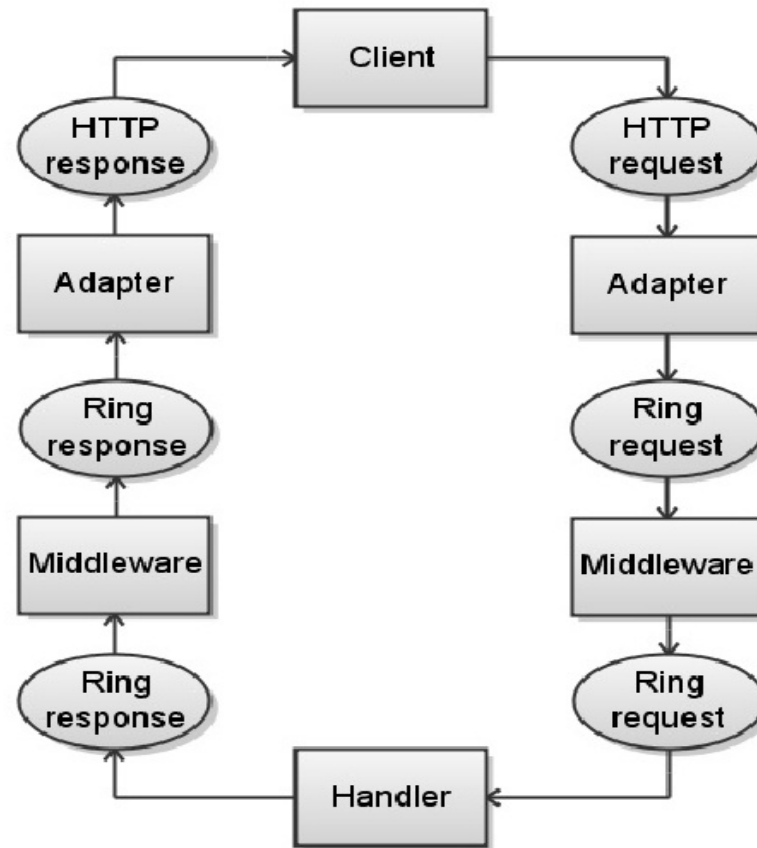 Client
HTTP
response
HTTP
request
Adapter
Adapter
Ring
response
Ring
request
Middleware
Middleware
Ring
response
Ring
request
Handler